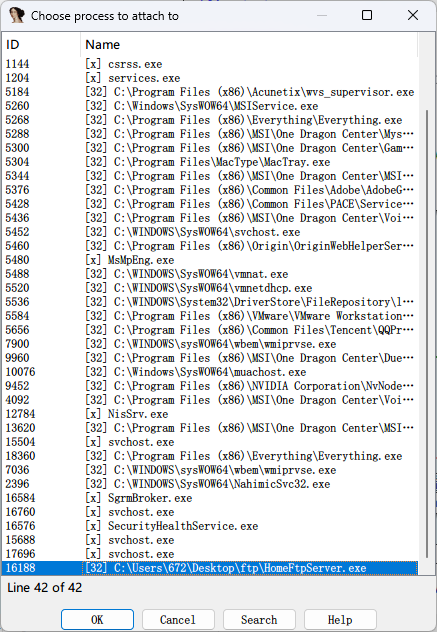 Choose process to attach to
ID Name
1144 [x] csrss.exe
1204 [x] services.exe
5184 [32] C:\Program Files (x86)\Acunetix\wvs_supervisor.exe
5260 [32] C:\Windows\SysWOW64\MSIService.exe
5268 [32] C:\Program Files (x86)\Everything\Everything.exe
5288 [32] C:\Program Files (x86)\MSI\One Dragon Center\Mys…
5300 [32] C:\Program Files (x86)\MSI\One Dragon Center\Gam…
5304 [32] C:\Program Files\MacType\MacTray.exe
5344 [32] C:\Program Files (x86)\MSI\One Dragon Center\MSI…
5376 [32] C:\Program Files (x86)\Common Files\Adobe\AdobeG…
5428 [32] C:\Program Files (x86)\Common Files\PACE\Service…
5436 [32] C:\Program Files (x86)\MSI\One Dragon Center\Voi…
5452 [32] C:\WINDOWS\SysWOW64\svchost.exe
5460 [32] C:\Program Files (x86)\Origin\OriginWebHelperSer…
5480 [x] MsMpEng.exe
5488 [32] C:\WINDOWS\SysWOW64\vmnat.exe
5520 [32] C:\WINDOWS\SysWOW64\vmnetdhcp.exe
5536 [32] C:\WINDOWS\System32\DriverStore\FileRepository\l…
5584 [32] C:\Program Files (x86)\VMware\VMware Workstation…
5656 [32] C:\Program Files (x86)\Common Files\Tencent\QQPr…
7900 [32] C:\WINDOWS\sysWOW64\wbem\wmiprvse.exe
9960 [32] C:\Program Files (x86)\MSI\One Dragon Center\Due…
10076 [32] C:\Windows\SysWOW64\muachost.exe
9452 [32] C:\Program Files (x86)\NVIDIA Corporation\NvNode…
4092 [32] C:\Program Files (x86)\MSI\One Dragon Center\Voi…
12784 [x] NisSrv.exe
13620 [32] C:\Program Files (x86)\MSI\One Dragon Center\MSI…
15504 [x] svchost.exe
18360 [32] C:\Program Files (x86)\Everything\Everything.exe
7036 [32] C:\WINDOWS\sysWOW64\wbem\wmiprvse.exe
2396 [32] C:\WINDOWS\SysWOW64\NahimicSvc32.exe
16584 [x] SgrmBroker.exe
16760 [x] svchost.exe
16576 [x] SecurityHealthService.exe
15688 [x] svchost.exe
17696 [x] svchost.exe
16188 [32] C:\Users\672\Desktop\ftp\HomeFtpServer.exe
Line 42 of 42
OK Cancel Search Help